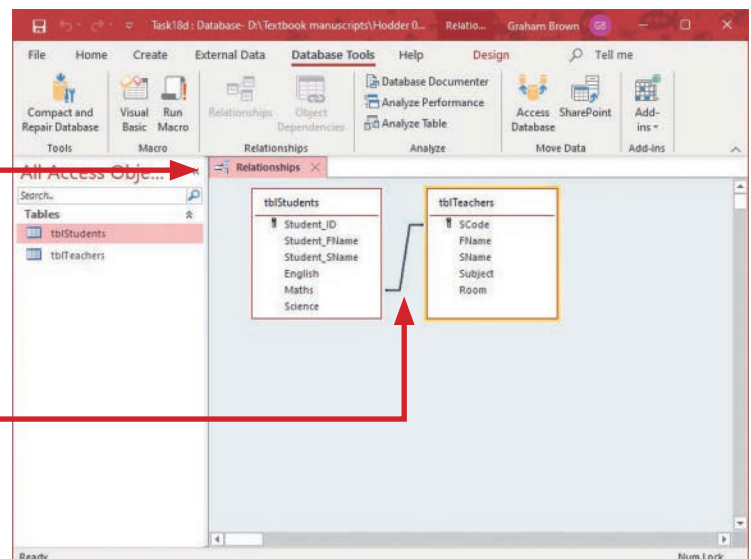 Task18d : Database- D:\Textbook manuscripts\Hodder 0... Relatio... Graham Brown GB
File Home Create External Data Database Tools Help Design Tell me
Compact and Repair Database
Visual Basic
Run Macro
Relationships
Object Dependencies
Database Documenter
Analyze Performance
Analyze Table
Access Database
SharePoint
Add-ins
Tools Macro Relationships Analyze Move Data Add-ins
All Access Obje...
Relationships
Search..
Tables
tblStudents
tblTeachers
tblStudents
Student_ID
Student_FName
Student_SName
English
Maths
Science
tblTeachers
SCode
FName
SName
Subject
Room
Ready Num Lock